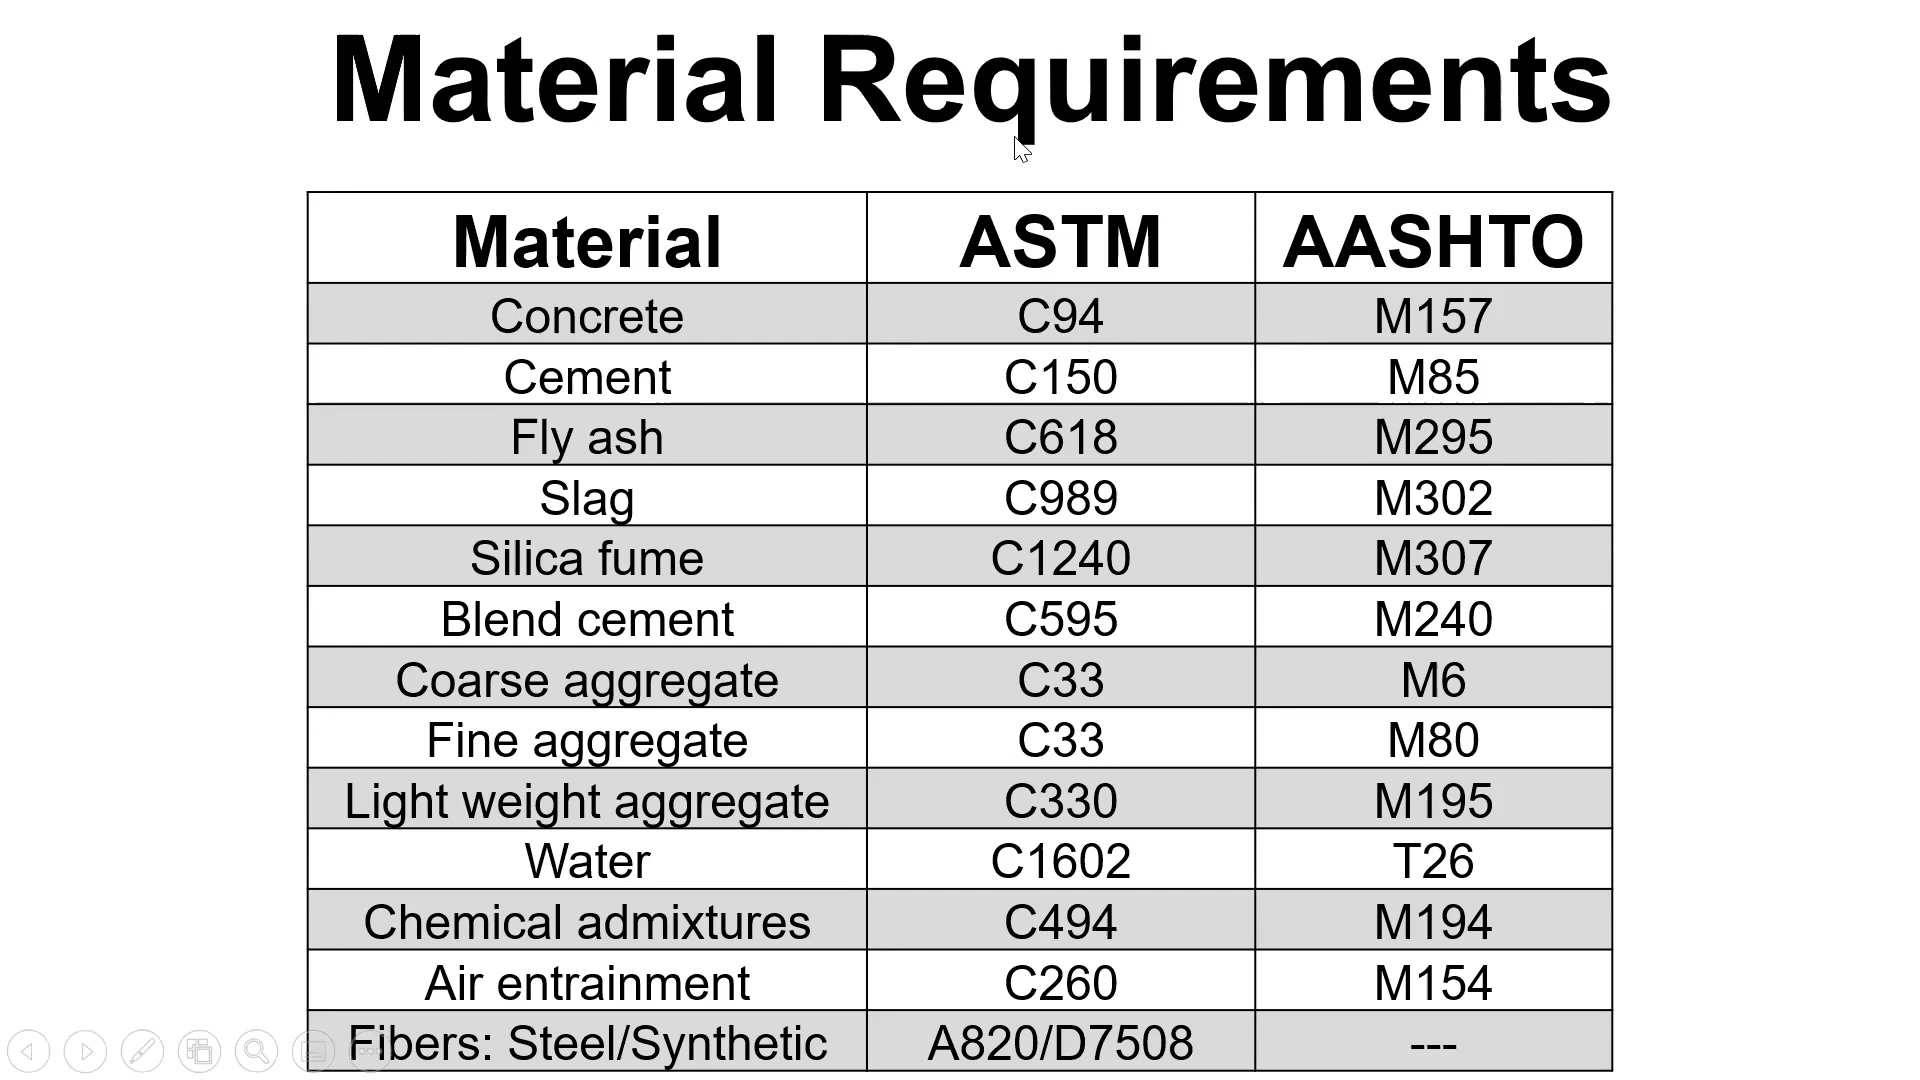 Material Requirements
Material ASTM AASHTO
Concrete C94 M157
Cement C150 M85
Fly ash C618 M295
Slag C989 M302
Silica fume C1240 M307
Blend cement C595 M240
Coarse aggregate C33 M6
Fine aggregate C33 M80
Light weight aggregate C330 M195
Water C1602 T26
Chemical admixtures C494 M194
Air entrainment C260 M154
Fibers: Steel/Synthetic A820/D7508 ---